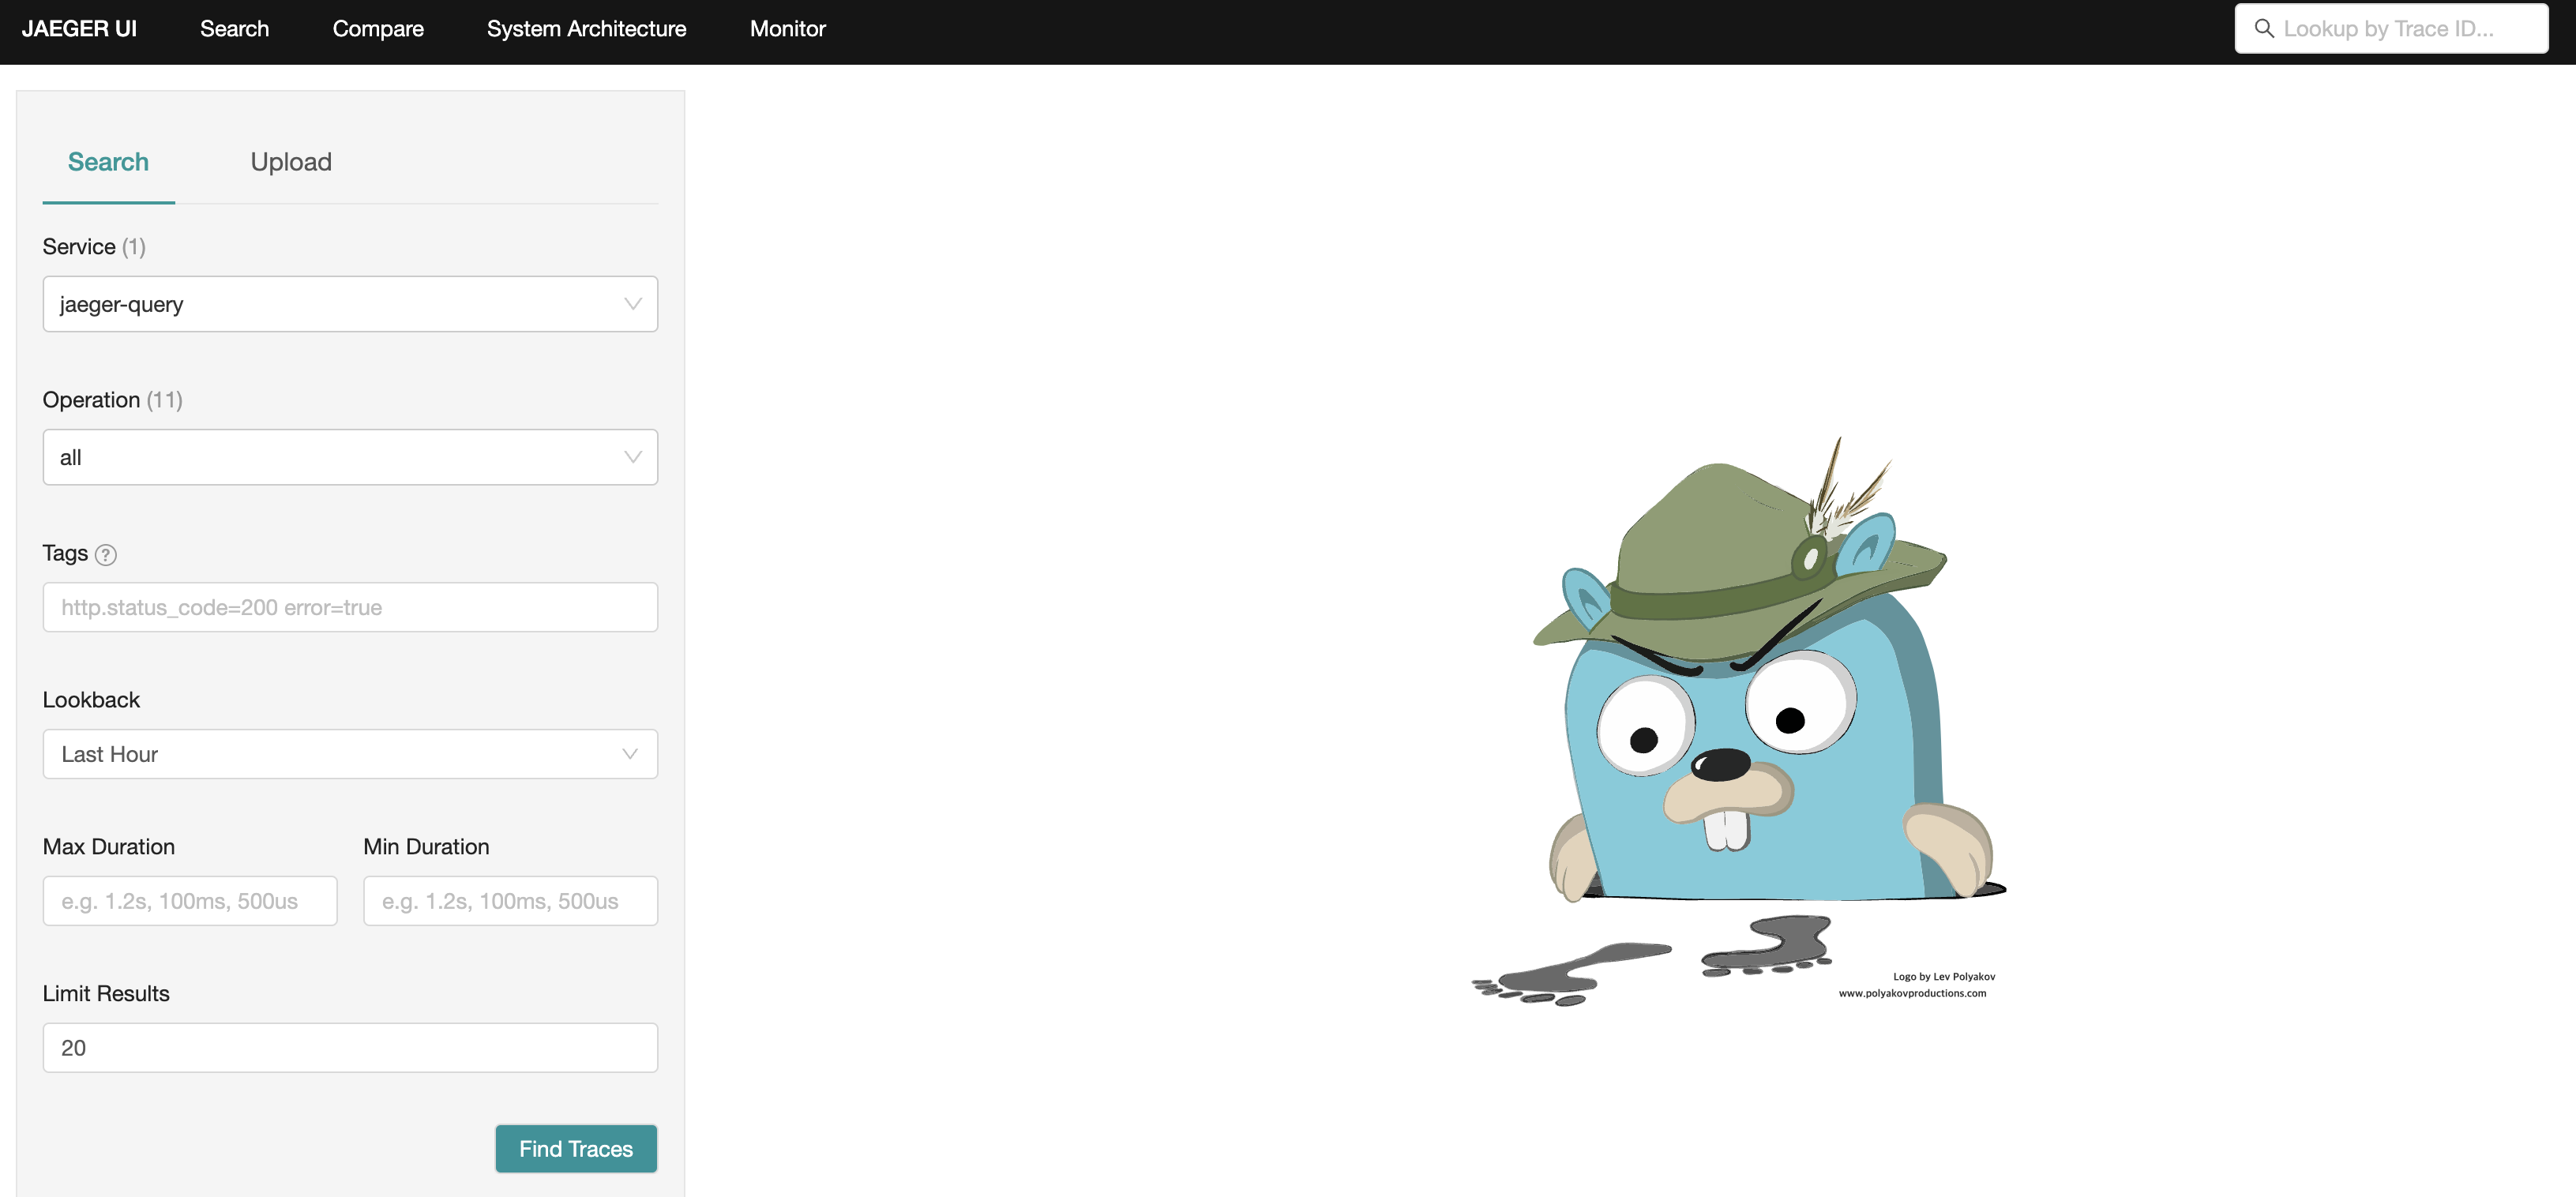 JAEGER UI Search Compare System Architecture Monitor Lookup by Trace ID...
Search Upload
Service (1)
jaeger-query
Operation (11)
all
Tags ?
http.status_code=200 error=true
Lookback
Last Hour
Max Duration Min Duration
e.g. 1.2s, 100ms, 500us e.g. 1.2s, 100ms, 500us
Limit Results
20
Find Traces
Logo by Lev Polyakov
www.polyakovproductions.com